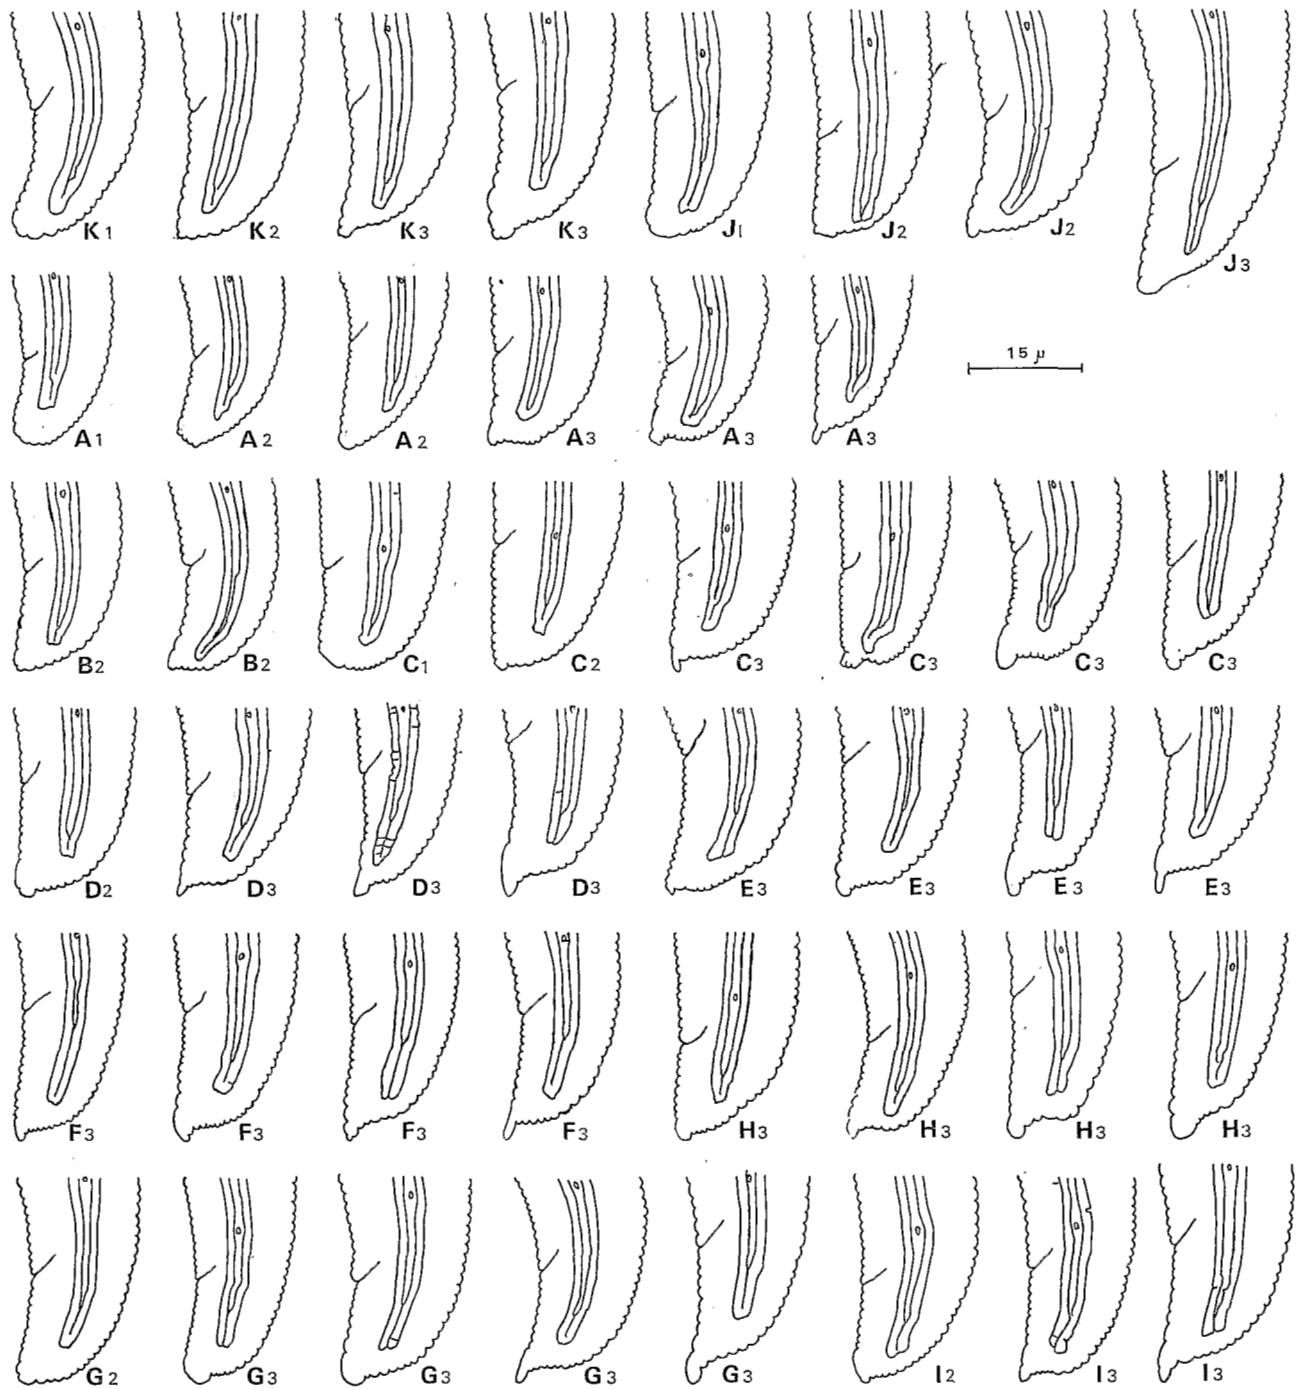 K1 K2 K3 K3 J1 J2 J2 J3
A1 A2 A2 A3 A3 A3 15 μ
B2 B2 C1 C2 C3 C3 C3 C3
D2 D3 D3 D3 E3 E3 E3 E3
F3 F3 F3 F3 H3 H3 H3 H3
G2 G3 G3 G3 G3 I2 I3 I3